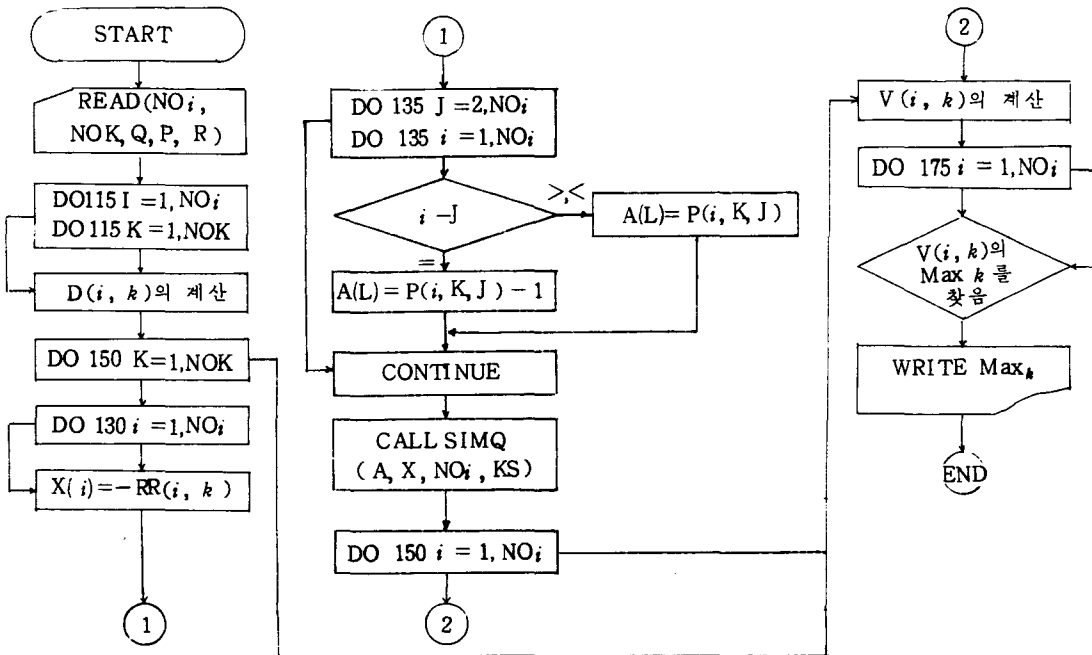 START
READ(NOi,
NOK, Q, P, R)
DO115 I =1, NOi
DO115 K =1, NOK
D(i, k)의 계산
DO 150 K=1,NOK
DO 130 i =1,NOi
X(i)=-RR(i, k)
1
1
DO 135 J =2,NOi
DO 135 i =1,NOi
i -J
>,<
A(L)= P(i, K, J)
=
A(L)= P(i, K, J) - 1
CONTINUE
CALL SIMQ
( A, X, NOi, KS)
DO 150 i = 1, NOi
2
2
V(i, k)의 계산
DO 175 i = 1,NOi
V(i, k)의
Max k 를
찾음
WRITE Maxk
END